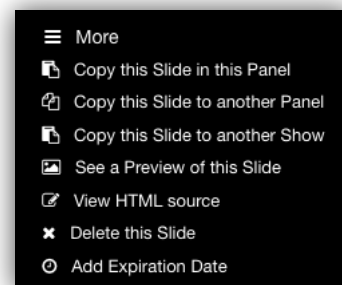 More
Copy this Slide in this Panel
Copy this Slide to another Panel
Copy this Slide to another Show
See a Preview of this Slide
View HTML source
Delete this Slide
Add Expiration Date